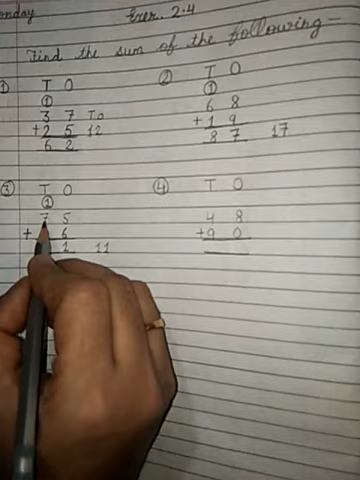 onday Exer. 2.4
Find the sum of the following-
① T O
①
3 7 To
+2 5 12
6 2
② T O
①
6 8
+1 9
8 7 17
③ T O
①
7 5
+ 6
1 11
④ T O
4 8
+9 0